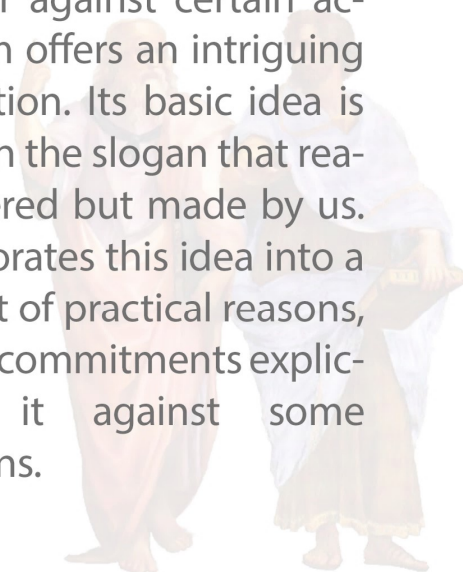 against certain ac-
offers an intriguing
tion. Its basic idea is
the slogan that rea-
ered but made by us.
orates this idea into a
of practical reasons,
commitments explic-
it against some
ns.